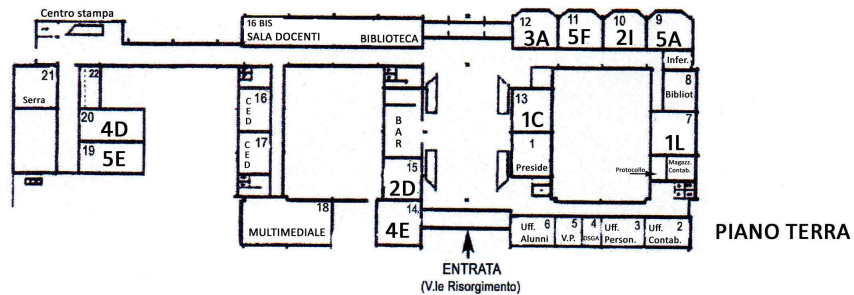 Centro stampa
16 BIS
SALA DOCENTI BIBLIOTECA
12
3A
11
5F
10
2I
9
5A
Infer.
8
Bibliot.
21
Serra
22
20
4D
19
5E
CED
16
CED
17
BAR
13
1C
1
Preside
7
1L
Protocollo
Magazz.
Contab.
15
2D
14
4E
18
MULTIMEDIALE
Uff. 6
Alunni
5
V.P.
4
DSGA
Uff. 3
Person.
Uff. 2
Contab.
PIANO TERRA
ENTRATA
(V.le Risorgimento)